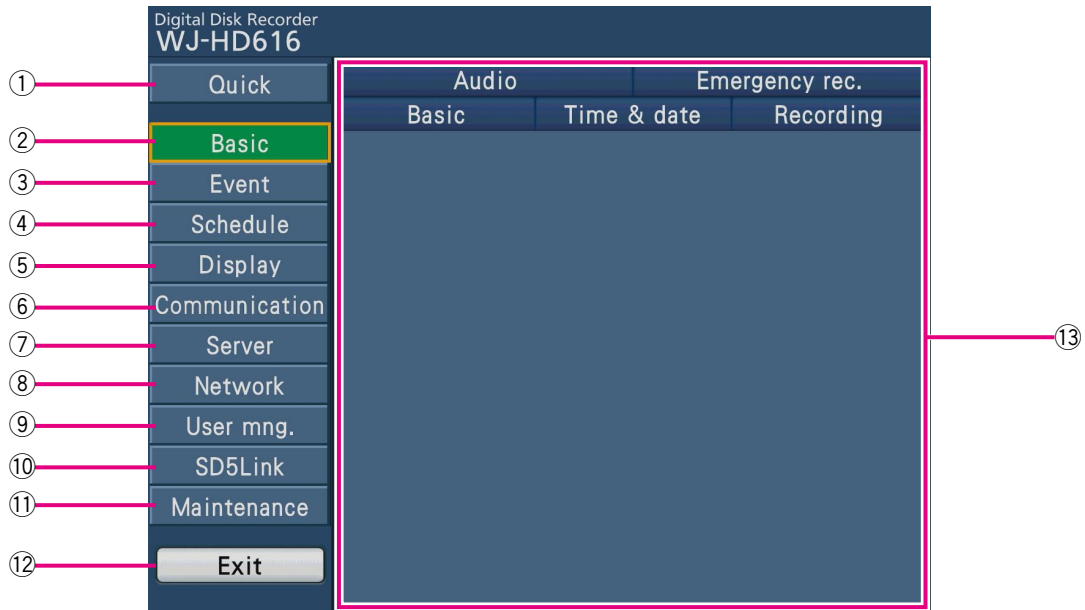 Digital Disk Recorder
WJ-HD616
① Quick
Audio Emergency rec.
Basic Time & date Recording
② Basic
③ Event
④ Schedule
⑤ Display
⑥ Communication
⑦ Server
⑬
⑧ Network
⑨ User mng.
⑩ SD5Link
⑪ Maintenance
⑫ Exit